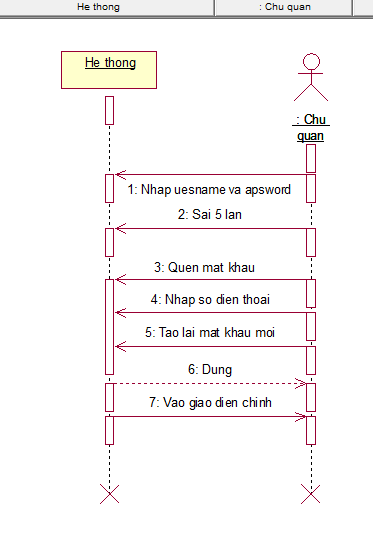 He thong
: Chu quan
He thong
: Chu
quan
1: Nhap uesname va apsword
2: Sai 5 lan
3: Quen mat khau
4: Nhap so dien thoai
5: Tao lai mat khau moi
6: Dung
7: Vao giao dien chinh